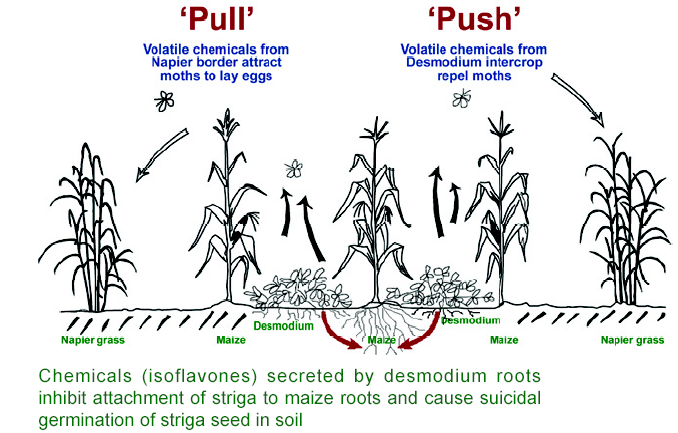 ‘Pull’
‘Push’
Volatile chemicals from
Napier border attract
moths to lay eggs
Volatile chemicals from
Desmodium intercrop
repel moths
Desmodium
Desmodium
Napier grass
Maize
Maize
Maize
Napier grass
Chemicals (isoflavones) secreted by desmodium roots
inhibit attachment of striga to maize roots and cause suicidal
germination of striga seed in soil